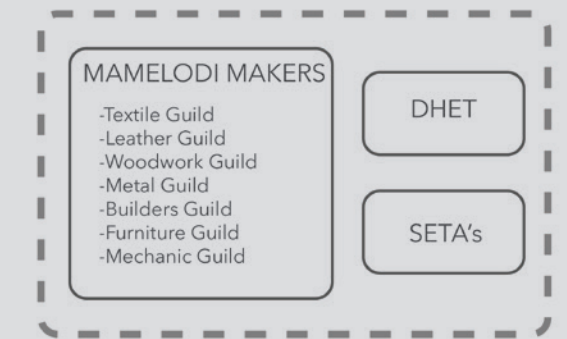 MAMELODI MAKERS
-Textile Guild
-Leather Guild
-Woodwork Guild
-Metal Guild
-Builders Guild
-Furniture Guild
-Mechanic Guild
DHET
SETA's